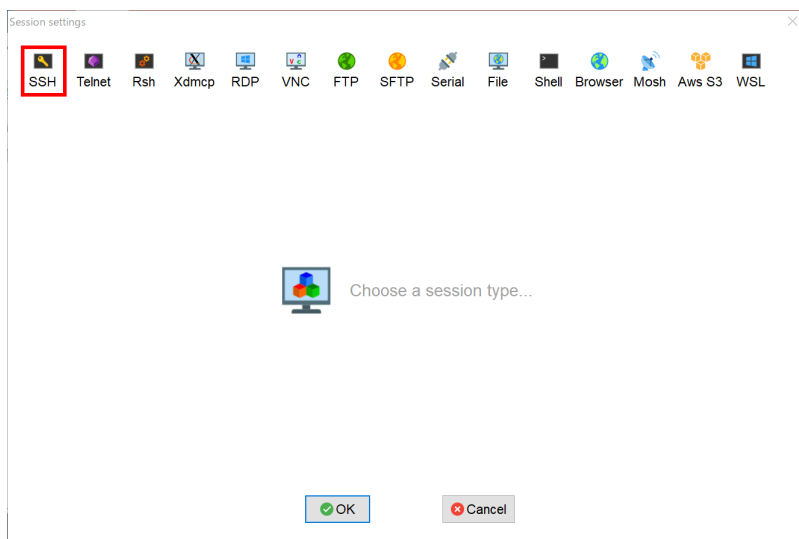 Session settings
SSH Telnet Rsh Xdmcp RDP VNC FTP SFTP Serial File Shell Browser Mosh Aws S3 WSL
Choose a session type...
OK Cancel